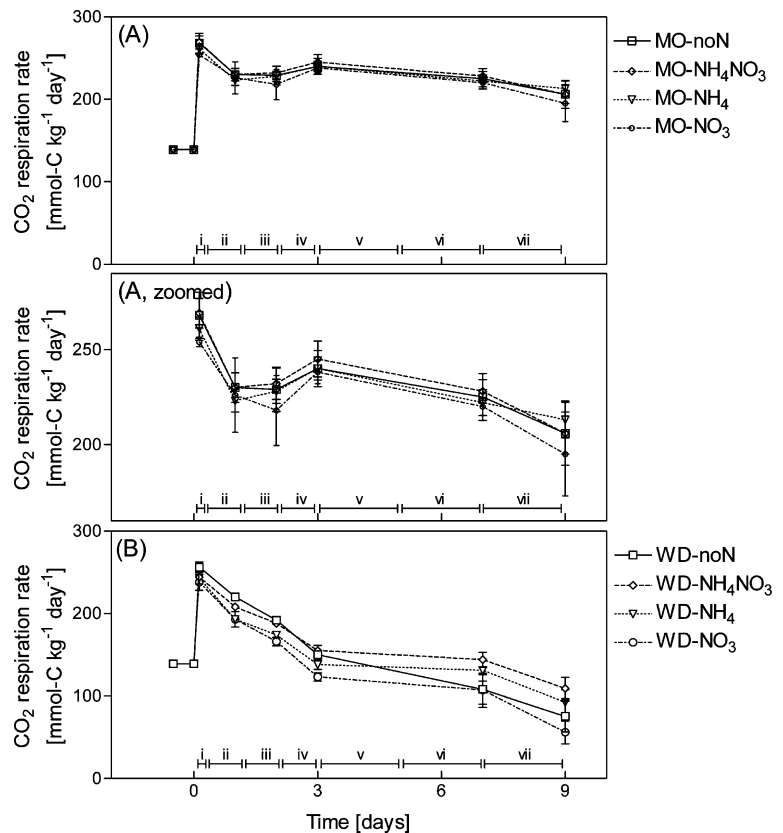 (A)
300
200
100
0
CO₂ respiration rate
[mmol-C kg⁻¹ day⁻¹]
i ii iii iv v vi vii
MO-noN
MO-NH₄NO₃
MO-NH₄
MO-NO₃
(A, zoomed)
250
200
CO₂ respiration rate
[mmol-C kg⁻¹ day⁻¹]
i ii iii iv v vi vii
(B)
300
200
100
0
CO₂ respiration rate
[mmol-C kg⁻¹ day⁻¹]
i ii iii iv v vi vii
WD-noN
WD-NH₄NO₃
WD-NH₄
WD-NO₃
0 3 6 9
Time [days]